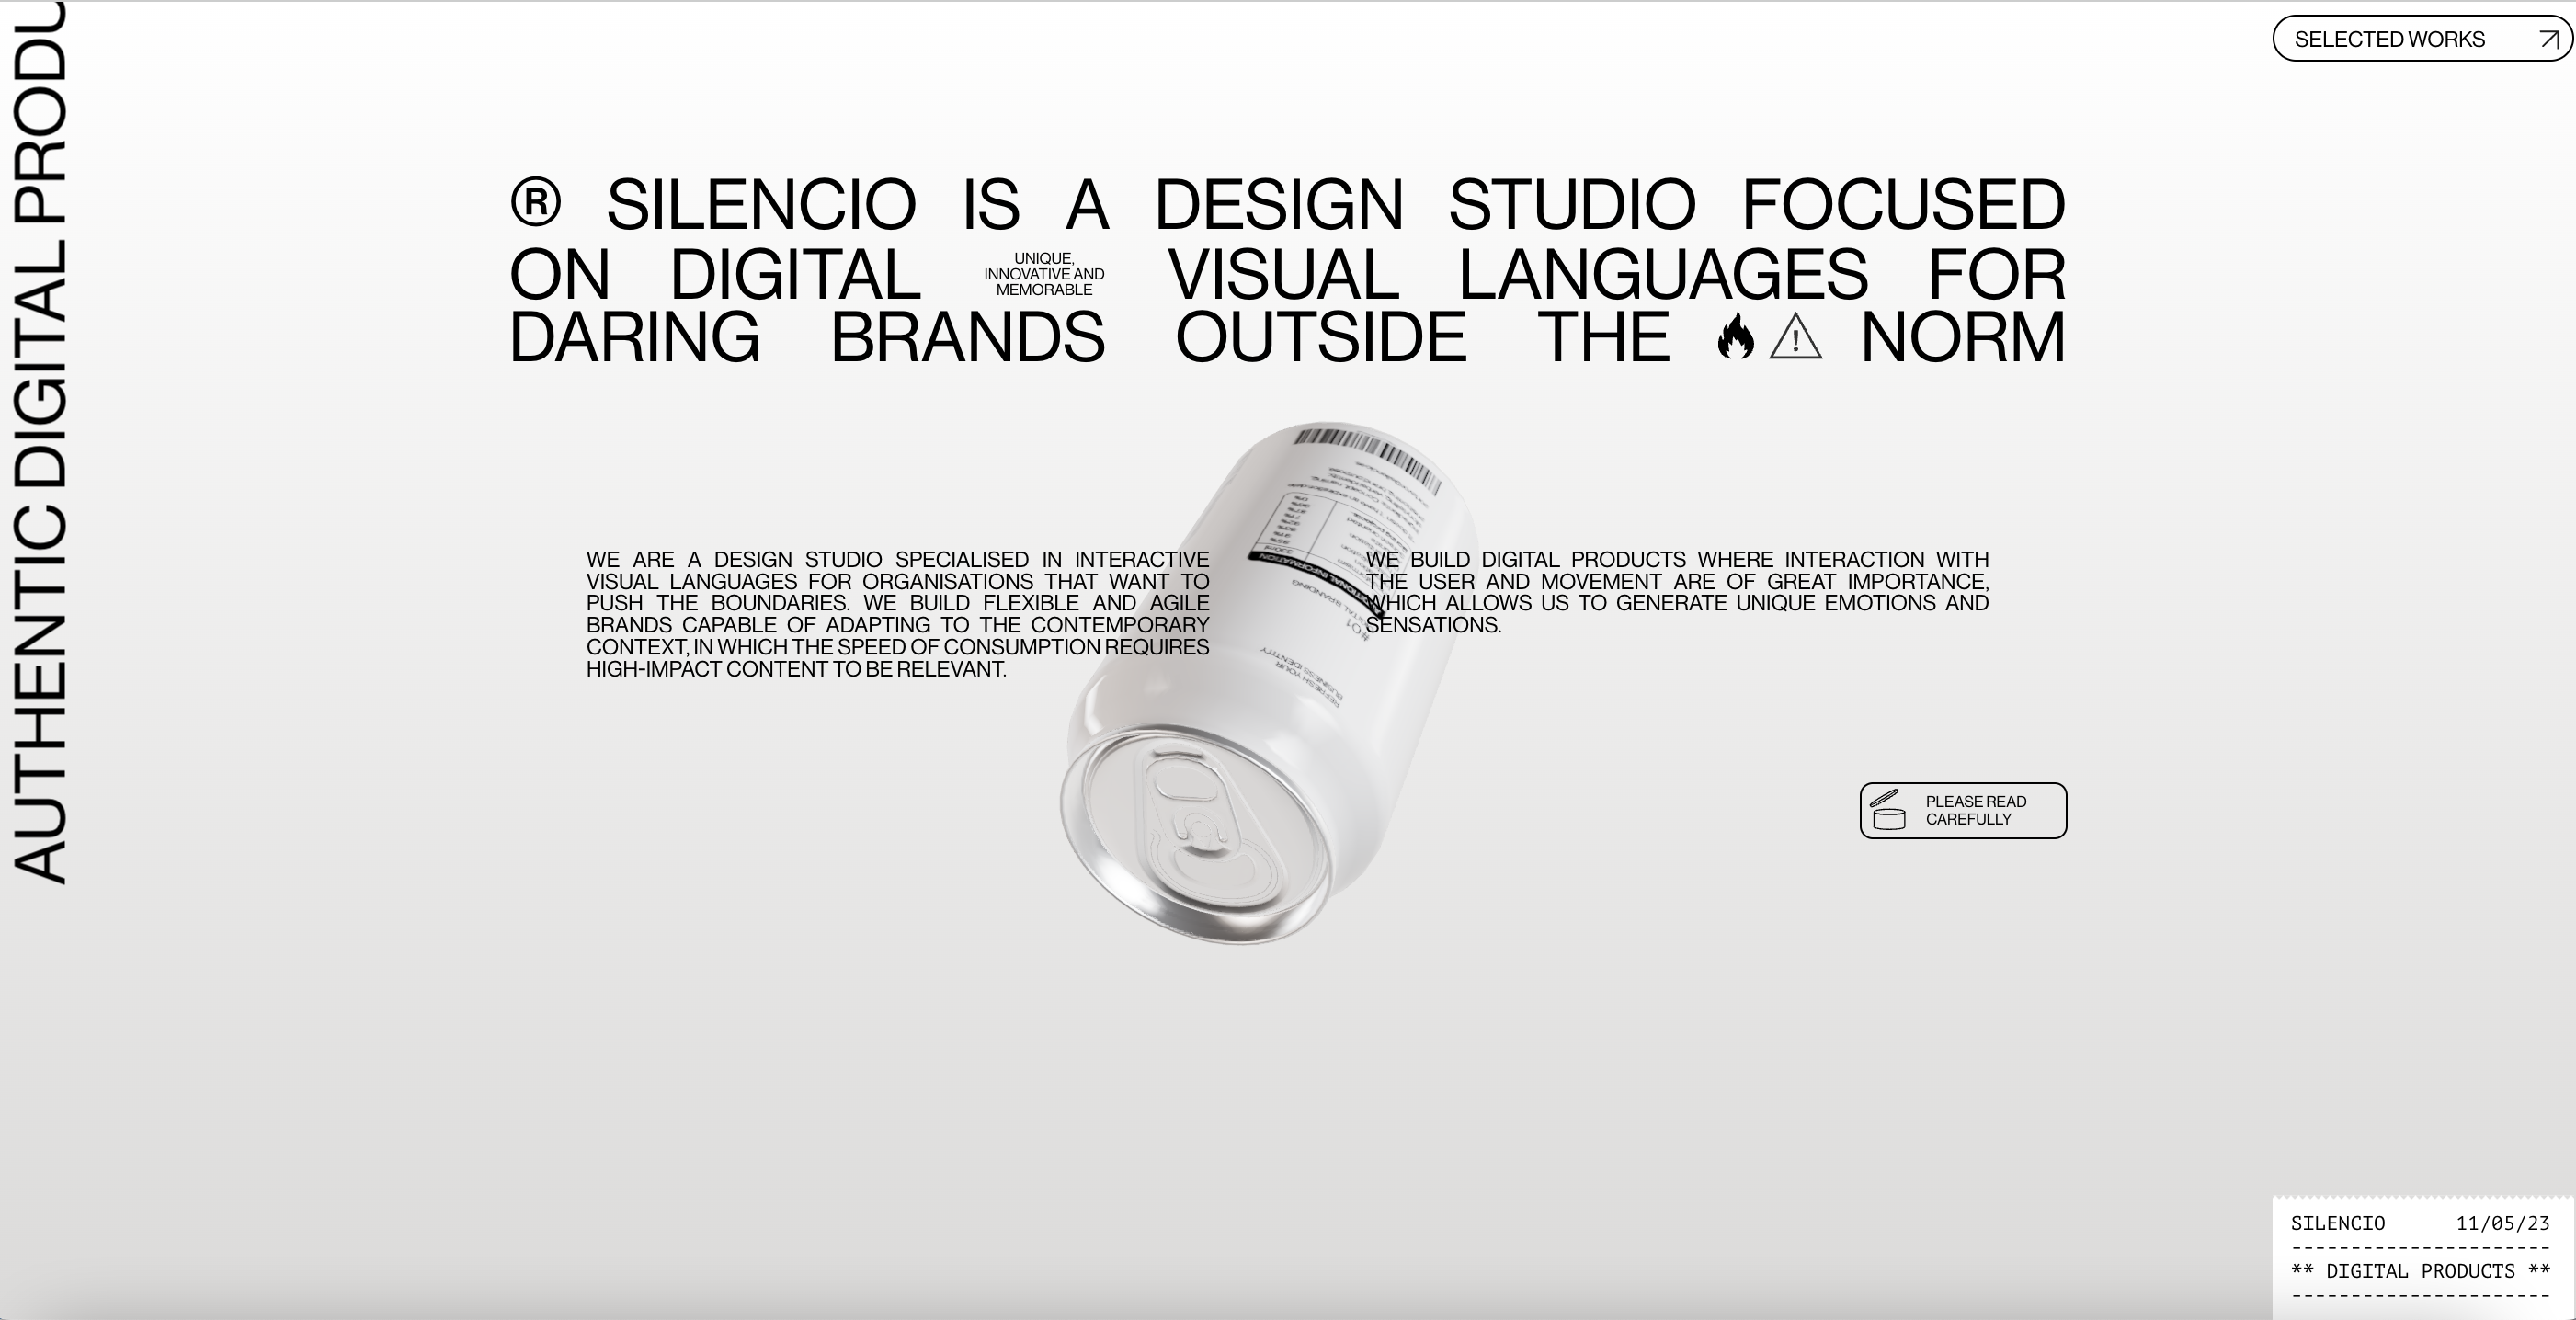 AUTHENTIC DIGITAL PRODU
SELECTED WORKS
® SILENCIO IS A DESIGN STUDIO FOCUSED
ON DIGITAL UNIQUE, INNOVATIVE AND MEMORABLE VISUAL LANGUAGES FOR
DARING BRANDS OUTSIDE THE NORM
WE ARE A DESIGN STUDIO SPECIALISED IN INTERACTIVE
VISUAL LANGUAGES FOR ORGANISATIONS THAT WANT TO
PUSH THE BOUNDARIES. WE BUILD FLEXIBLE AND AGILE
BRANDS CAPABLE OF ADAPTING TO THE CONTEMPORARY
CONTEXT, IN WHICH THE SPEED OF CONSUMPTION REQUIRES
HIGH-IMPACT CONTENT TO BE RELEVANT.
WE BUILD DIGITAL PRODUCTS WHERE INTERACTION WITH
THE USER AND MOVEMENT ARE OF GREAT IMPORTANCE,
WHICH ALLOWS US TO GENERATE UNIQUE EMOTIONS AND
SENSATIONS.
#01
REFRESH YOUR
BUSINESS IDENTITY
PLEASE READ
CAREFULLY
SILENCIO 11/05/23
----------------------
** DIGITAL PRODUCTS **
----------------------